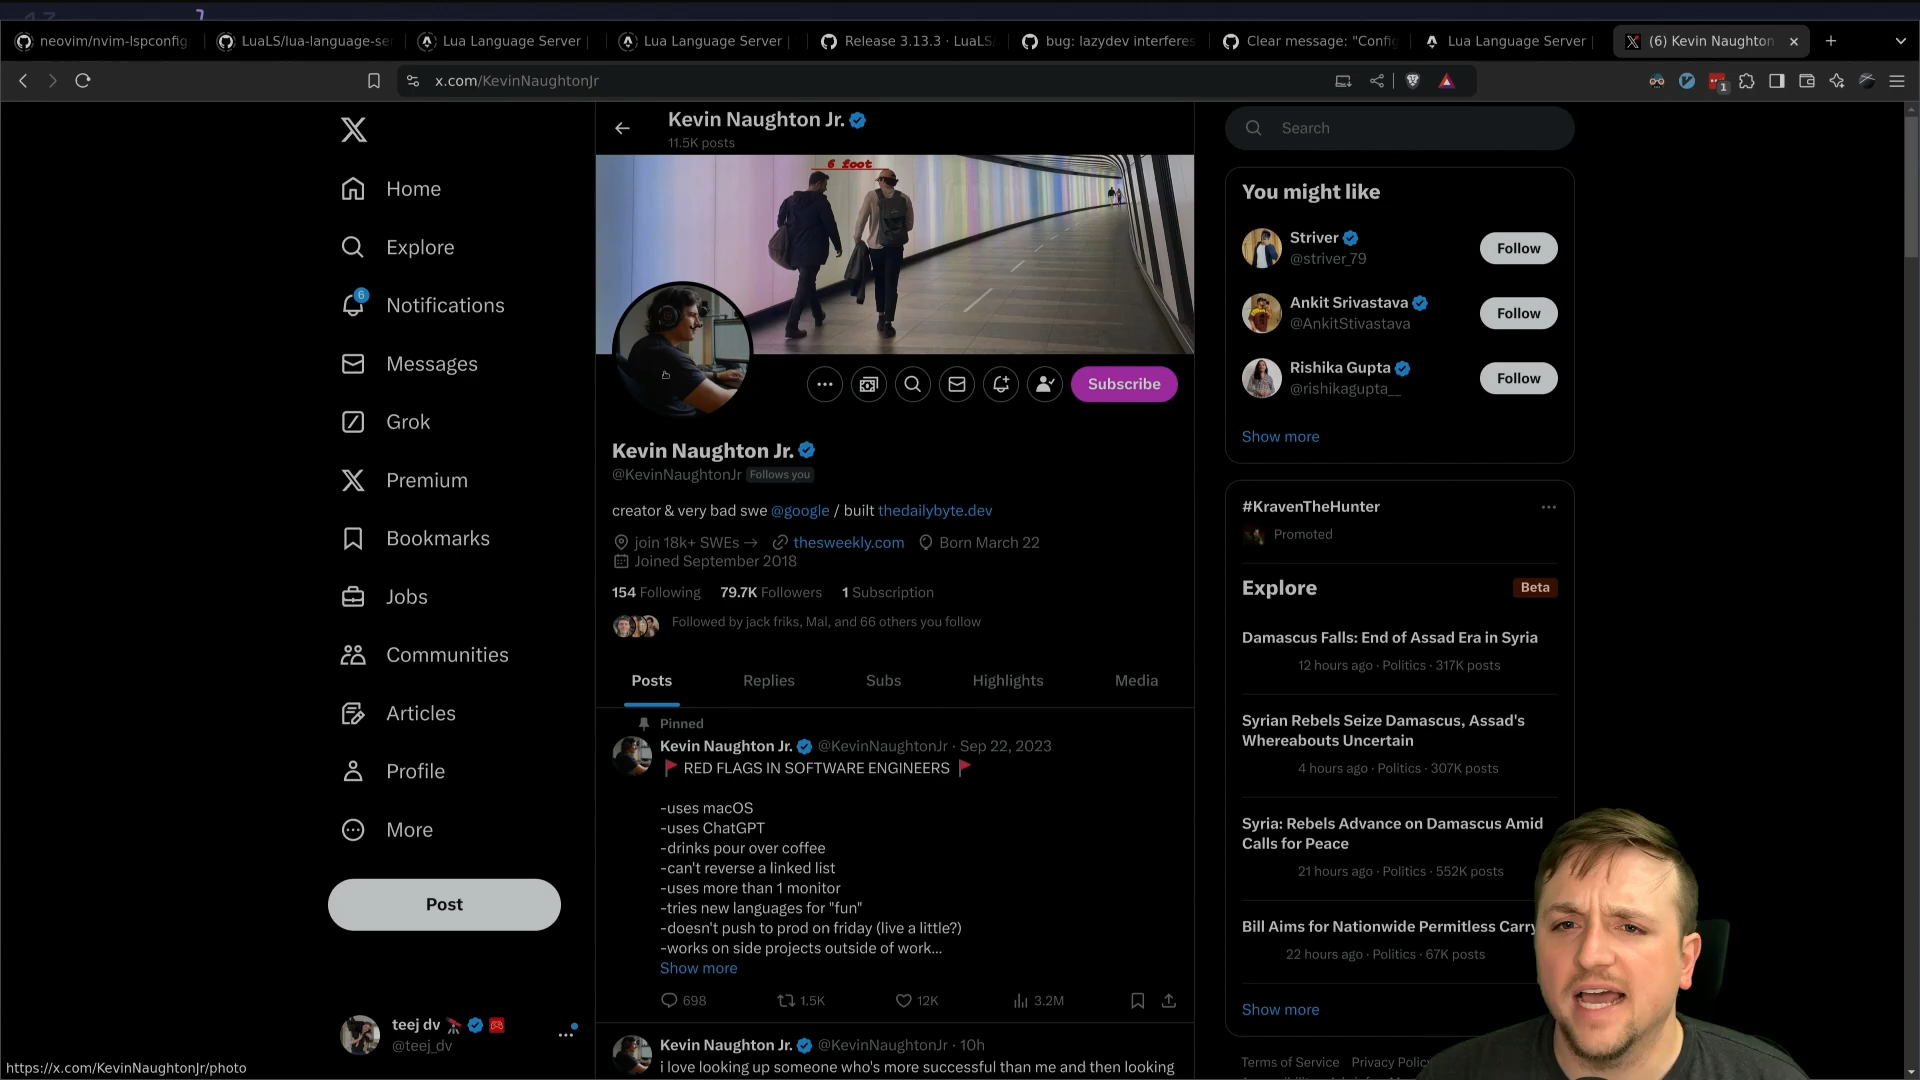 neovim/nvim-lspconfig
LuaLS/lua-language-se
Lua Language Server
Lua Language Server
Release 3.13.3 · LuaLS/
bug: lazydev interferes
Clear message: "Config
Lua Language Server
(6) Kevin Naughton
x.com/KevinNaughtonJr
1
Home
Explore
6
Notifications
Messages
Grok
Premium
Bookmarks
Jobs
Communities
Articles
Profile
More
Post
teej dv
@teej_dv
https://x.com/KevinNaughtonJr/photo
Kevin Naughton Jr.
11.5K posts
6 foot
Subscribe
Kevin Naughton Jr.
@KevinNaughtonJr Follows you
creator & very bad swe @google / built thedailybyte.dev
join 18k+ SWEs → thesweekly.com Born March 22
Joined September 2018
154 Following 79.7K Followers 1 Subscription
Followed by jack friks, Mal, and 66 others you follow
Posts Replies Subs Highlights Media
Pinned
Kevin Naughton Jr. @KevinNaughtonJr · Sep 22, 2023
🚩 RED FLAGS IN SOFTWARE ENGINEERS 🚩
-uses macOS
-uses ChatGPT
-drinks pour over coffee
-can't reverse a linked list
-uses more than 1 monitor
-tries new languages for "fun"
-doesn't push to prod on friday (live a little?)
-works on side projects outside of work...
Show more
698 1.5K 12K 3.2M
Kevin Naughton Jr. @KevinNaughtonJr · 10h
i love looking up someone who's more successful than me and then looking
Search
You might like
Striver
@striver_79
Follow
Ankit Srivastava
@AnkitStivastava
Follow
Rishika Gupta
@rishikagupta__
Follow
Show more
#KravenTheHunter
Promoted
Explore
Beta
Damascus Falls: End of Assad Era in Syria
12 hours ago · Politics · 317K posts
Syrian Rebels Seize Damascus, Assad's
Whereabouts Uncertain
4 hours ago · Politics · 307K posts
Syria: Rebels Advance on Damascus Amid
Calls for Peace
21 hours ago · Politics · 552K posts
Bill Aims for Nationwide Permitless Carry
22 hours ago · Politics · 67K posts
Show more
Terms of Service Privacy Policy